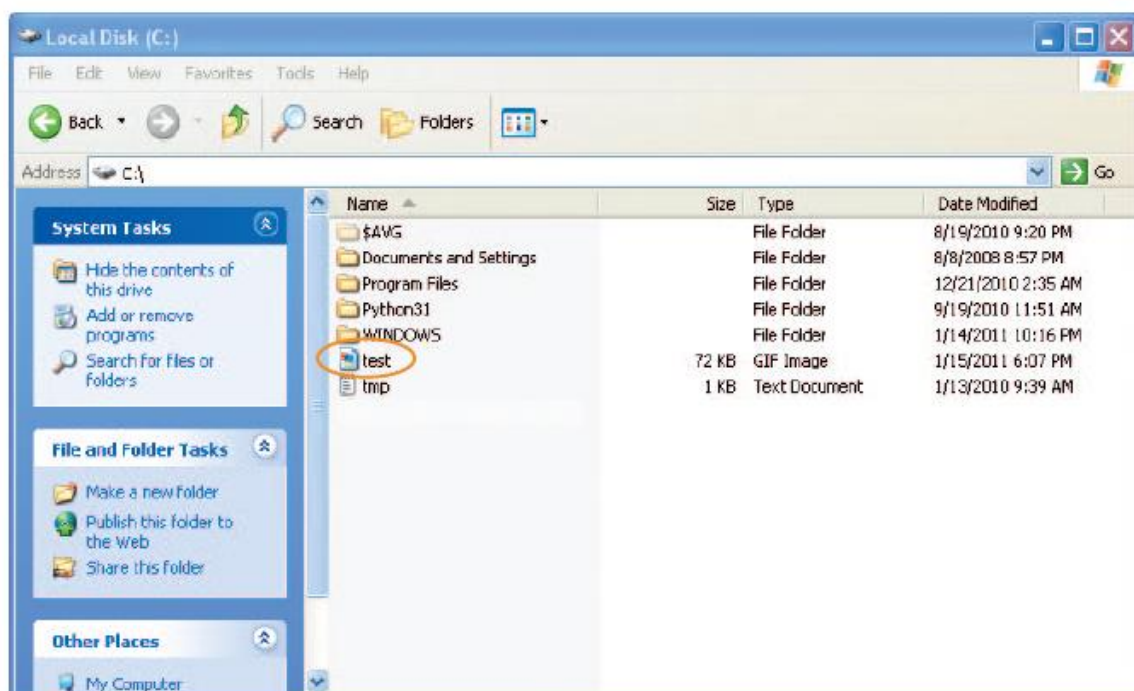 Local Disk (C:)
File Edit View Favorites Tools Help
Back Search Folders
Address C:\ Go
System Tasks
Hide the contents of
this drive
Add or remove
programs
Search for files or
folders
File and Folder Tasks
Make a new folder
Publish this folder to
the Web
Share this folder
Other Places
My Computer
Name Size Type Date Modified
$AVG File Folder 8/19/2010 9:20 PM
Documents and Settings File Folder 8/8/2008 8:57 PM
Program Files File Folder 12/21/2010 2:35 AM
Python31 File Folder 9/19/2010 11:51 AM
WINDOWS File Folder 1/14/2011 10:16 PM
test 72 KB GIF Image 1/15/2011 6:07 PM
tmp 1 KB Text Document 1/13/2010 9:39 AM